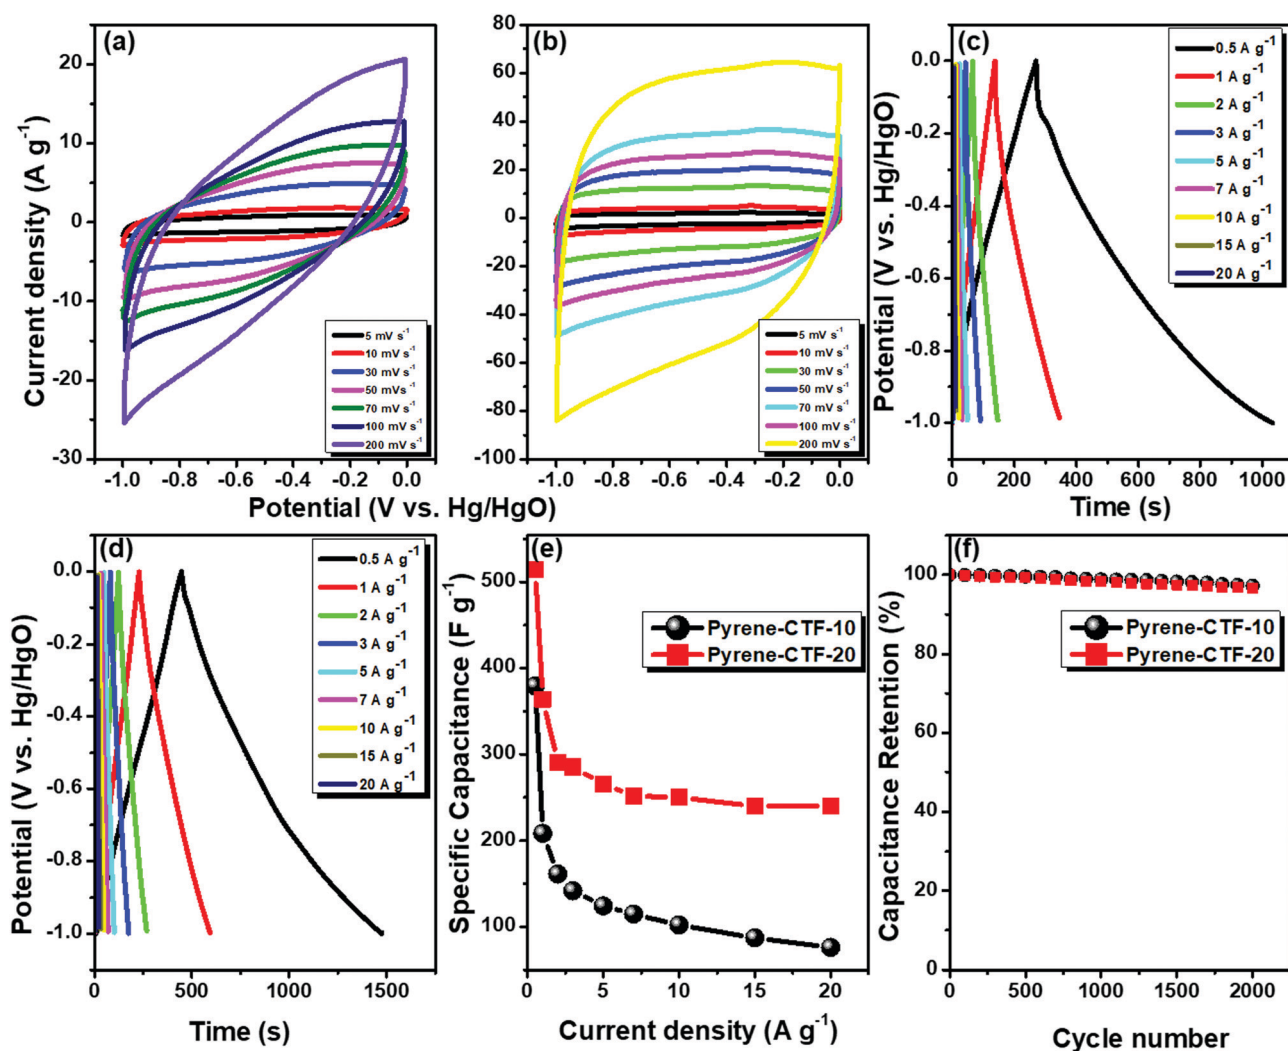 (a)
Current density (A g⁻¹)
20
10
0
-10
-20
-30
5 mV s⁻¹
10 mV s⁻¹
30 mV s⁻¹
50 mVs⁻¹
70 mV s⁻¹
100 mV s⁻¹
200 mV s⁻¹
-1.0 -0.8 -0.6 -0.4 -0.2 0.0
(b)
80
60
40
20
0
-20
-40
-60
-80
-100
5 mV s⁻¹
10 mV s⁻¹
30 mV s⁻¹
50 mV s⁻¹
70 mV s⁻¹
100 mV s⁻¹
200 mV s⁻¹
-1.0 -0.8 -0.6 -0.4 -0.2 0.0
Potential (V vs. Hg/HgO)
(c)
Potential (V vs. Hg/HgO)
0.0
-0.2
-0.4
-0.6
-0.8
-1.0
0.5 A g⁻¹
1 A g⁻¹
2 A g⁻¹
3 A g⁻¹
5 A g⁻¹
7 A g⁻¹
10 A g⁻¹
15 A g⁻¹
20 A g⁻¹
0 200 400 600 800 1000
Time (s)
(d)
Potential (V vs. Hg/HgO)
0.0
-0.2
-0.4
-0.6
-0.8
-1.0
0.5 A g⁻¹
1 A g⁻¹
2 A g⁻¹
3 A g⁻¹
5 A g⁻¹
7 A g⁻¹
10 A g⁻¹
15 A g⁻¹
20 A g⁻¹
0 500 1000 1500
Time (s)
(e)
Specific Capacitance (F g⁻¹)
500
400
300
200
100
Pyrene-CTF-10
Pyrene-CTF-20
0 5 10 15 20
Current density (A g⁻¹)
(f)
Capacitance Retention (%)
100
80
60
40
20
0
Pyrene-CTF-10
Pyrene-CTF-20
0 500 1000 1500 2000
Cycle number